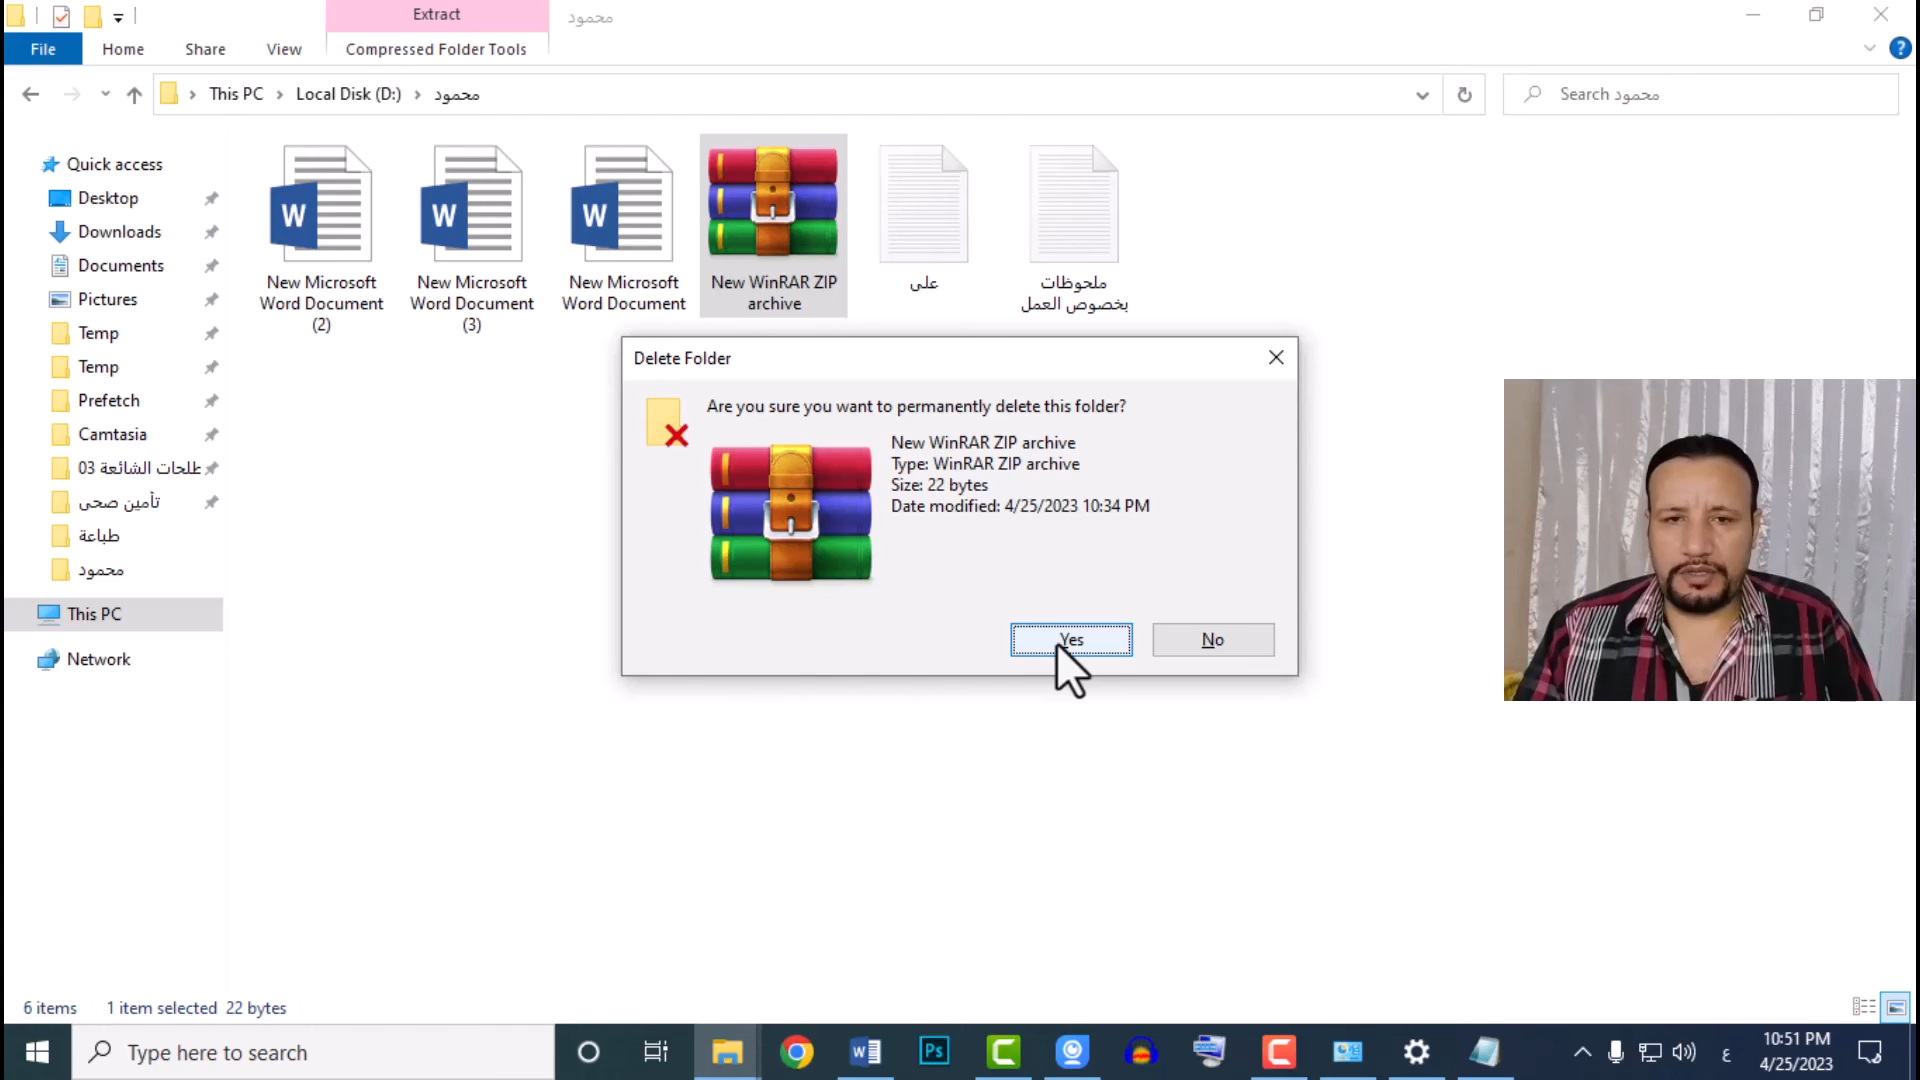 Extract
محمود
File
Home
Share
View
Compressed Folder Tools
This PC
Local Disk (D:)
محمود
Search محمود
Quick access
Desktop
Downloads
Documents
Pictures
Temp
Temp
Prefetch
Camtasia
طلحات الشائعة 03
تأمين صحى
طباعة
محمود
This PC
Network
New Microsoft
Word Document
(2)
New Microsoft
Word Document
(3)
New Microsoft
Word Document
New WinRAR ZIP
archive
على
ملحوظات
بخصوص العمل
Delete Folder
Are you sure you want to permanently delete this folder?
New WinRAR ZIP archive
Type: WinRAR ZIP archive
Size: 22 bytes
Date modified: 4/25/2023 10:34 PM
Yes
No
6 items
1 item selected 22 bytes
Type here to search
Ps
ع
10:51 PM
4/25/2023